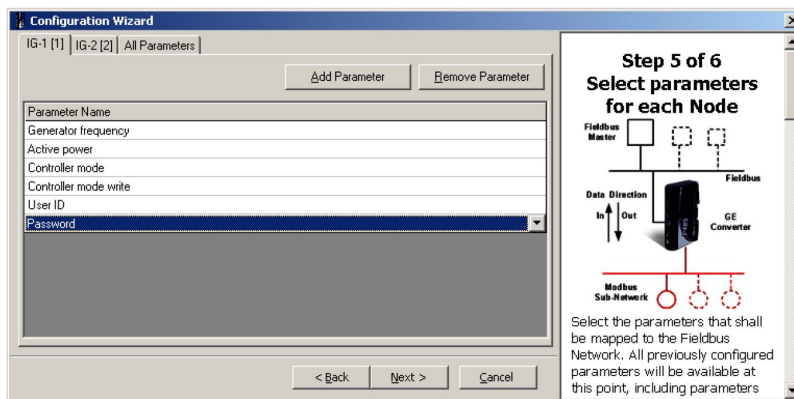 Configuration Wizard
IG-1 [1] IG-2 [2] All Parameters
Add Parameter Remove Parameter
Parameter Name
Generator frequency
Active power
Controller mode
Controller mode write
User ID
Password
< Back Next > Cancel
Step 5 of 6
Select parameters
for each Node
Fieldbus
Master
Fieldbus
Data Direction
In Out
GE
Converter
Modbus
Sub-Network
Select the parameters that shall
be mapped to the Fieldbus
Network. All previously configured
parameters will be available at
this point, including parameters